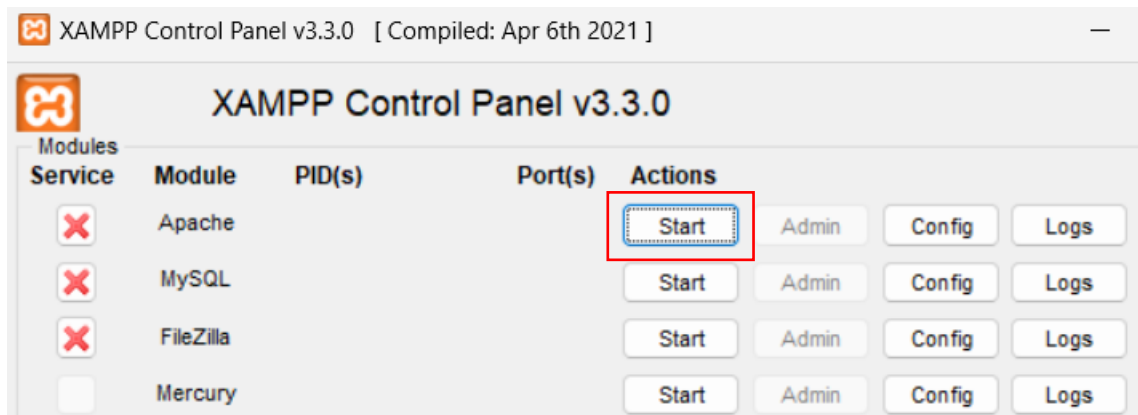 XAMPP Control Panel v3.3.0 [ Compiled: Apr 6th 2021 ]
XAMPP Control Panel v3.3.0
Modules
Service Module PID(s) Port(s) Actions
Apache Start Admin Config Logs
MySQL Start Admin Config Logs
FileZilla Start Admin Config Logs
Mercury Start Admin Config Logs